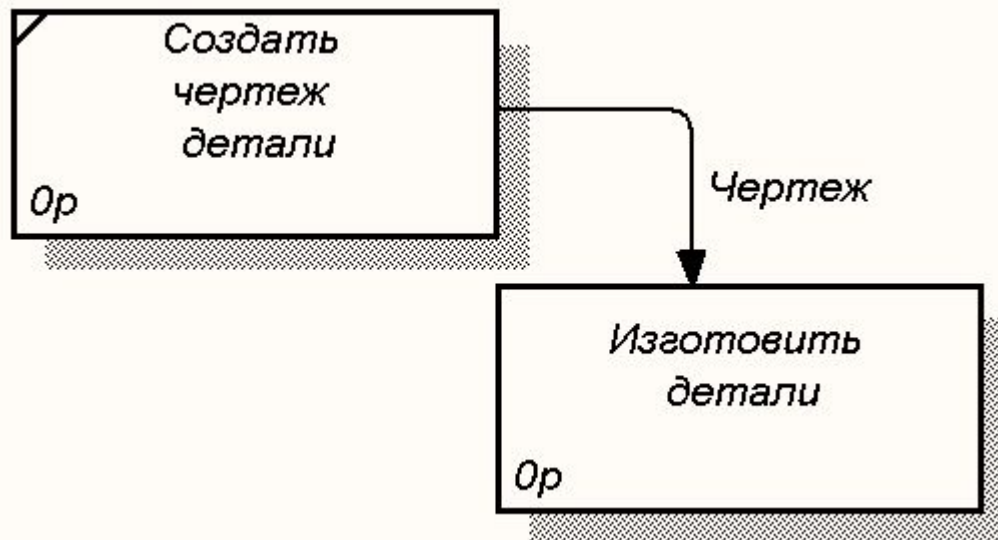 Создать
чертеж
детали
0р
Чертеж
Изготовить
детали
0р